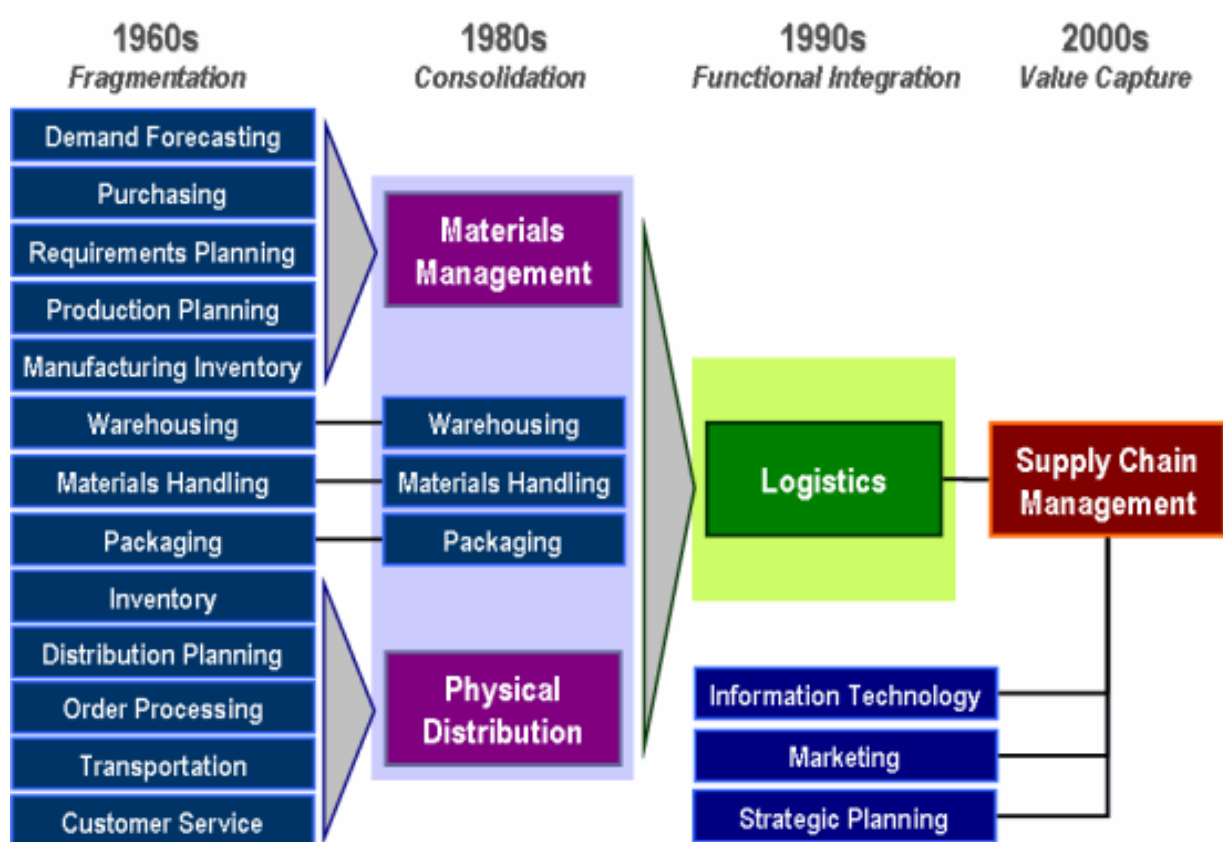 1960s
Fragmentation
1980s
Consolidation
1990s
Functional Integration
2000s
Value Capture
Demand Forecasting
Purchasing
Requirements Planning
Production Planning
Manufacturing Inventory
Warehousing
Materials Handling
Packaging
Inventory
Distribution Planning
Order Processing
Transportation
Customer Service
Materials
Management
Warehousing
Materials Handling
Packaging
Physical
Distribution
Logistics
Information Technology
Marketing
Strategic Planning
Supply Chain
Management